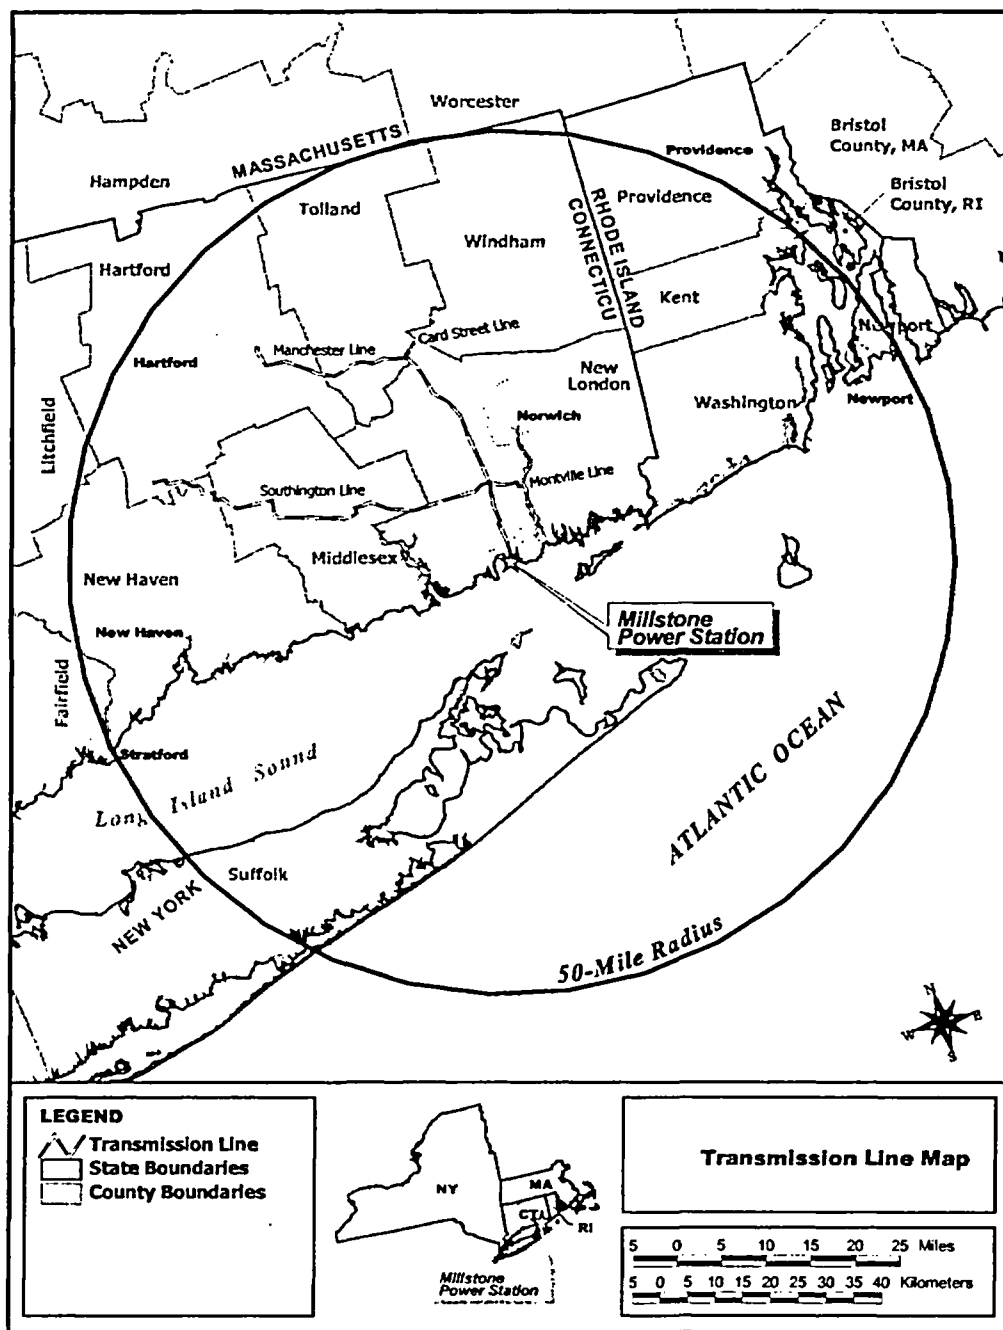 Worcester
MASSACHUSETTS
Bristol
County, MA
Providence
Hampden
Bristol
County, RI
Tolland
Providence
RHODE ISLAND
CONNECTICU
Windham
Hartford
Kent
Card Street Line
Newport
Manchester Line
Hartford
New
London
Washington
Newport
Norwich
Litchfield
Southington Line
Montville Line
Middlesex
New Haven
Millstone
Power Station
New Haven
Fairfield
Stratford
Long Island Sound
ATLANTIC OCEAN
Suffolk
NEW YORK
50-Mile Radius
N
E
W
S
LEGEND
Transmission Line
State Boundaries
County Boundaries
NY
MA
CT
RI
Millstone
Power Station
Transmission Line Map
5 0 5 10 15 20 25 Miles
5 0 5 10 15 20 25 30 35 40 Kilometers